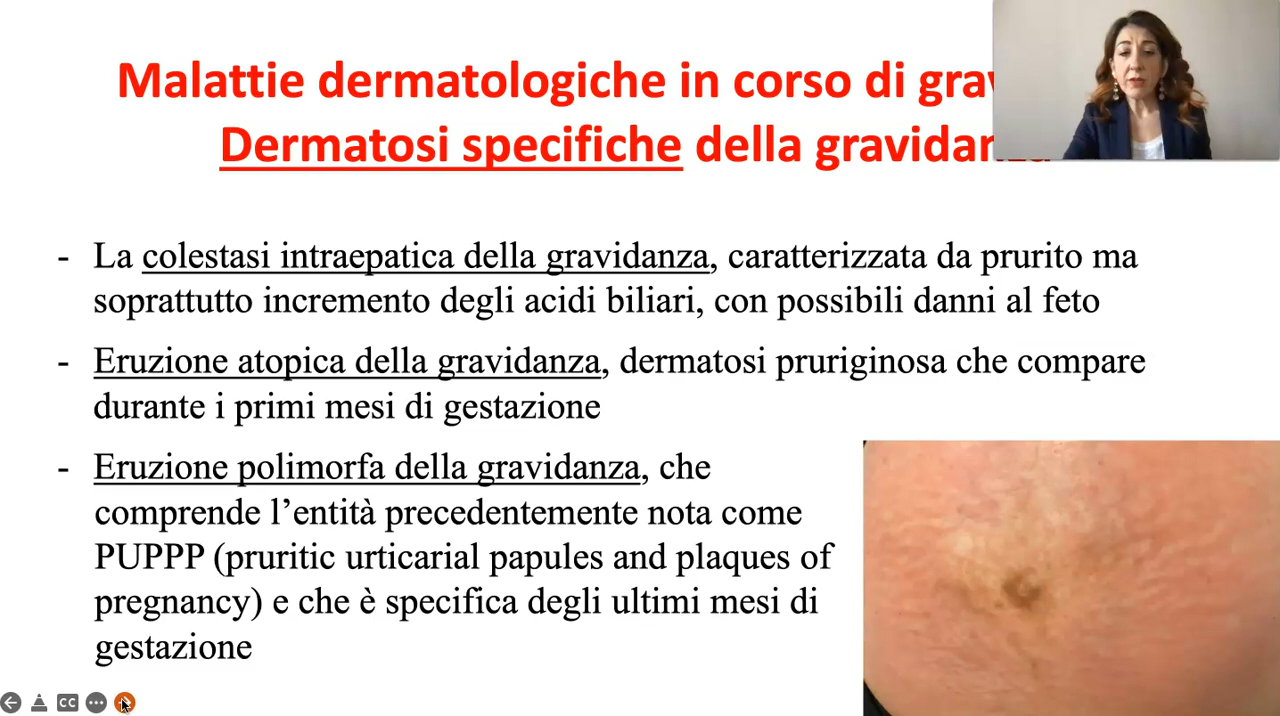 Malattie dermatologiche in corso di
Dermatosi specifiche della
- La colestasi intraepatica della gravidanza, caratterizzata da prurito ma
soprattutto incremento degli acidi biliari, con possibili danni al feto
- Eruzione atopica della gravidanza, dermatosi pruriginosa che compare
durante i primi mesi di gestazione
- Eruzione polimorfa della gravidanza, che
comprende l’entità precedentemente nota come
PUPPP (pruritic urticarial papules and plaques of
pregnancy) e che è specifica degli ultimi mesi di
gestazione
CC